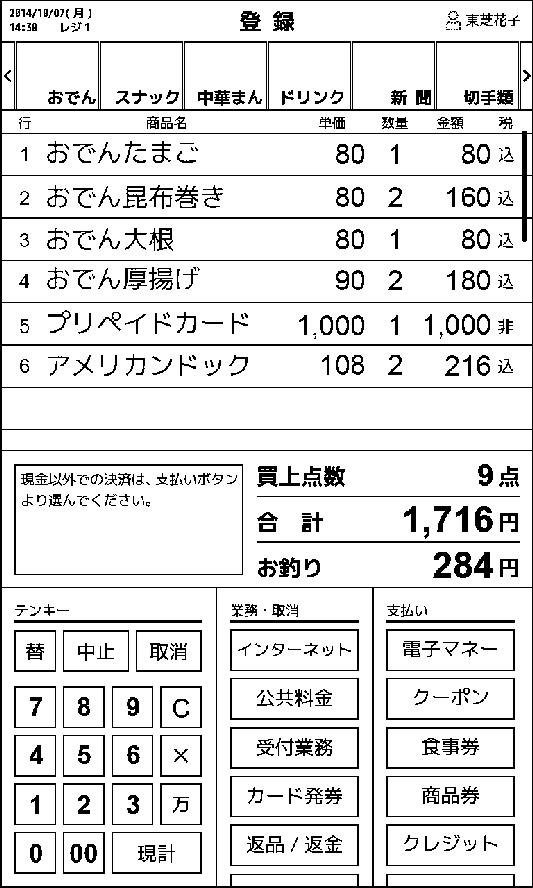 2014/10/07(月)
14:30 レジ1
登録
東芝花子
< おでん スナック 中華まん ドリンク 新聞 切手類 >
行 商品名 単価 数量 金額 税
1 おでんたまご 80 1 80 込
2 おでん昆布巻き 80 2 160 込
3 おでん大根 80 1 80 込
4 おでん厚揚げ 90 2 180 込
5 プリペイドカード 1,000 1 1,000 非
6 アメリカンドック 108 2 216 込
現金以外での決済は、支払いボタン
より選んでください。
買上点数 9点
合計 1,716円
お釣り 284円
テンキー
替 中止 取消
7 8 9 C
4 5 6 ×
1 2 3 万
0 00 現計
業務・取消
インターネット
公共料金
受付業務
カード発券
返品/返金
支払い
電子マネー
クーポン
食事券
商品券
クレジット